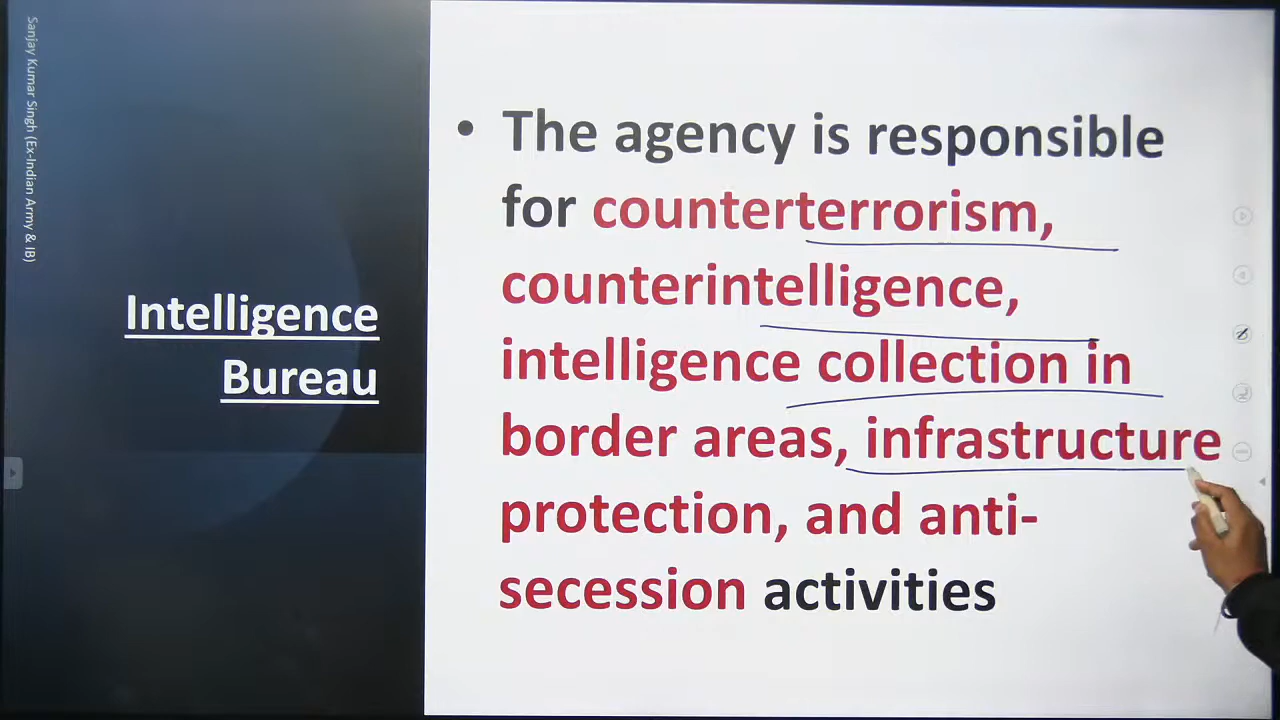 Sanjay Kumar Singh (Ex-Indian Army & IB)
Intelligence
Bureau
• The agency is responsible
for counterterrorism,
counterintelligence,
intelligence collection in
border areas, infrastructure
protection, and anti-
secession activities